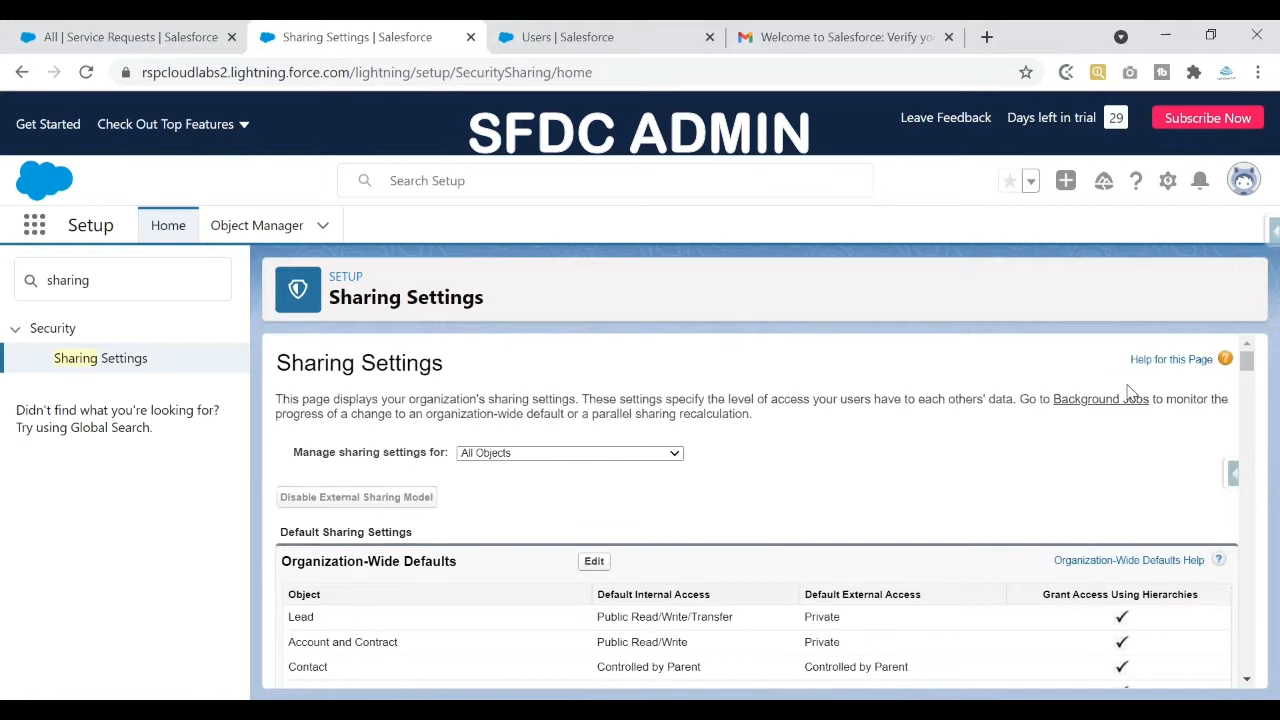 All | Service Requests | Salesforce
Sharing Settings | Salesforce
Users | Salesforce
Welcome to Salesforce: Verify yo
rspcloudlabs2.lightning.force.com/lightning/setup/SecuritySharing/home
Get Started
Check Out Top Features
SFDC ADMIN
Leave Feedback
Days left in trial 29
Subscribe Now
Search Setup
Setup
Home
Object Manager
sharing
Security
Sharing Settings
Didn't find what you're looking for?
Try using Global Search.
SETUP
Sharing Settings
Sharing Settings
Help for this Page
This page displays your organization's sharing settings. These settings specify the level of access your users have to each others' data. Go to Background Jobs to monitor the
progress of a change to an organization-wide default or a parallel sharing recalculation.
Manage sharing settings for: All Objects
Disable External Sharing Model
Default Sharing Settings
Organization-Wide Defaults Edit Organization-Wide Defaults Help ?
Object Default Internal Access Default External Access Grant Access Using Hierarchies
Lead Public Read/Write/Transfer Private
Account and Contract Public Read/Write Private
Contact Controlled by Parent Controlled by Parent